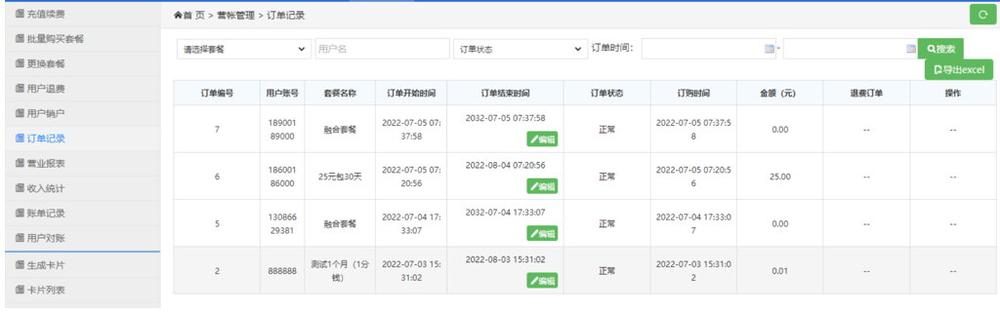 充值续费
批量购买套餐
更换套餐
用户退费
用户销户
订单记录
营业报表
收入统计
账单记录
用户对账
生成卡片
卡片列表
首 页 > 营帐管理 > 订单记录
请选择套餐 用户名 订单状态 订单时间: - 搜索
导出excel
订单编号 用户账号 套餐名称 订单开始时间 订单结束时间 订单状态 订购时间 金额（元） 退费订单 操作
7 18900189000 融合套餐 2022-07-05 07:37:58 2032-07-05 07:37:58 编辑 正常 2022-07-05 07:37:58 0.00 -- --
6 18600186000 25元包30天 2022-07-05 07:20:56 2022-08-04 07:20:56 编辑 正常 2022-07-05 07:20:56 25.00 -- --
5 13086629381 融合套餐 2022-07-04 17:33:07 2032-07-04 17:33:07 编辑 正常 2022-07-04 17:33:07 0.00 -- --
2 888888 测试1个月（1分钱） 2022-07-03 15:31:02 2022-08-03 15:31:02 编辑 正常 2022-07-03 15:31:02 0.01 -- --